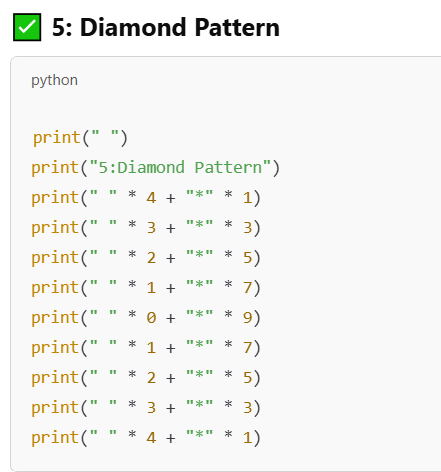 ✅ 5: Diamond Pattern
python
print(" ")
print("5:Diamond Pattern")
print(" " * 4 + "*" * 1)
print(" " * 3 + "*" * 3)
print(" " * 2 + "*" * 5)
print(" " * 1 + "*" * 7)
print(" " * 0 + "*" * 9)
print(" " * 1 + "*" * 7)
print(" " * 2 + "*" * 5)
print(" " * 3 + "*" * 3)
print(" " * 4 + "*" * 1)